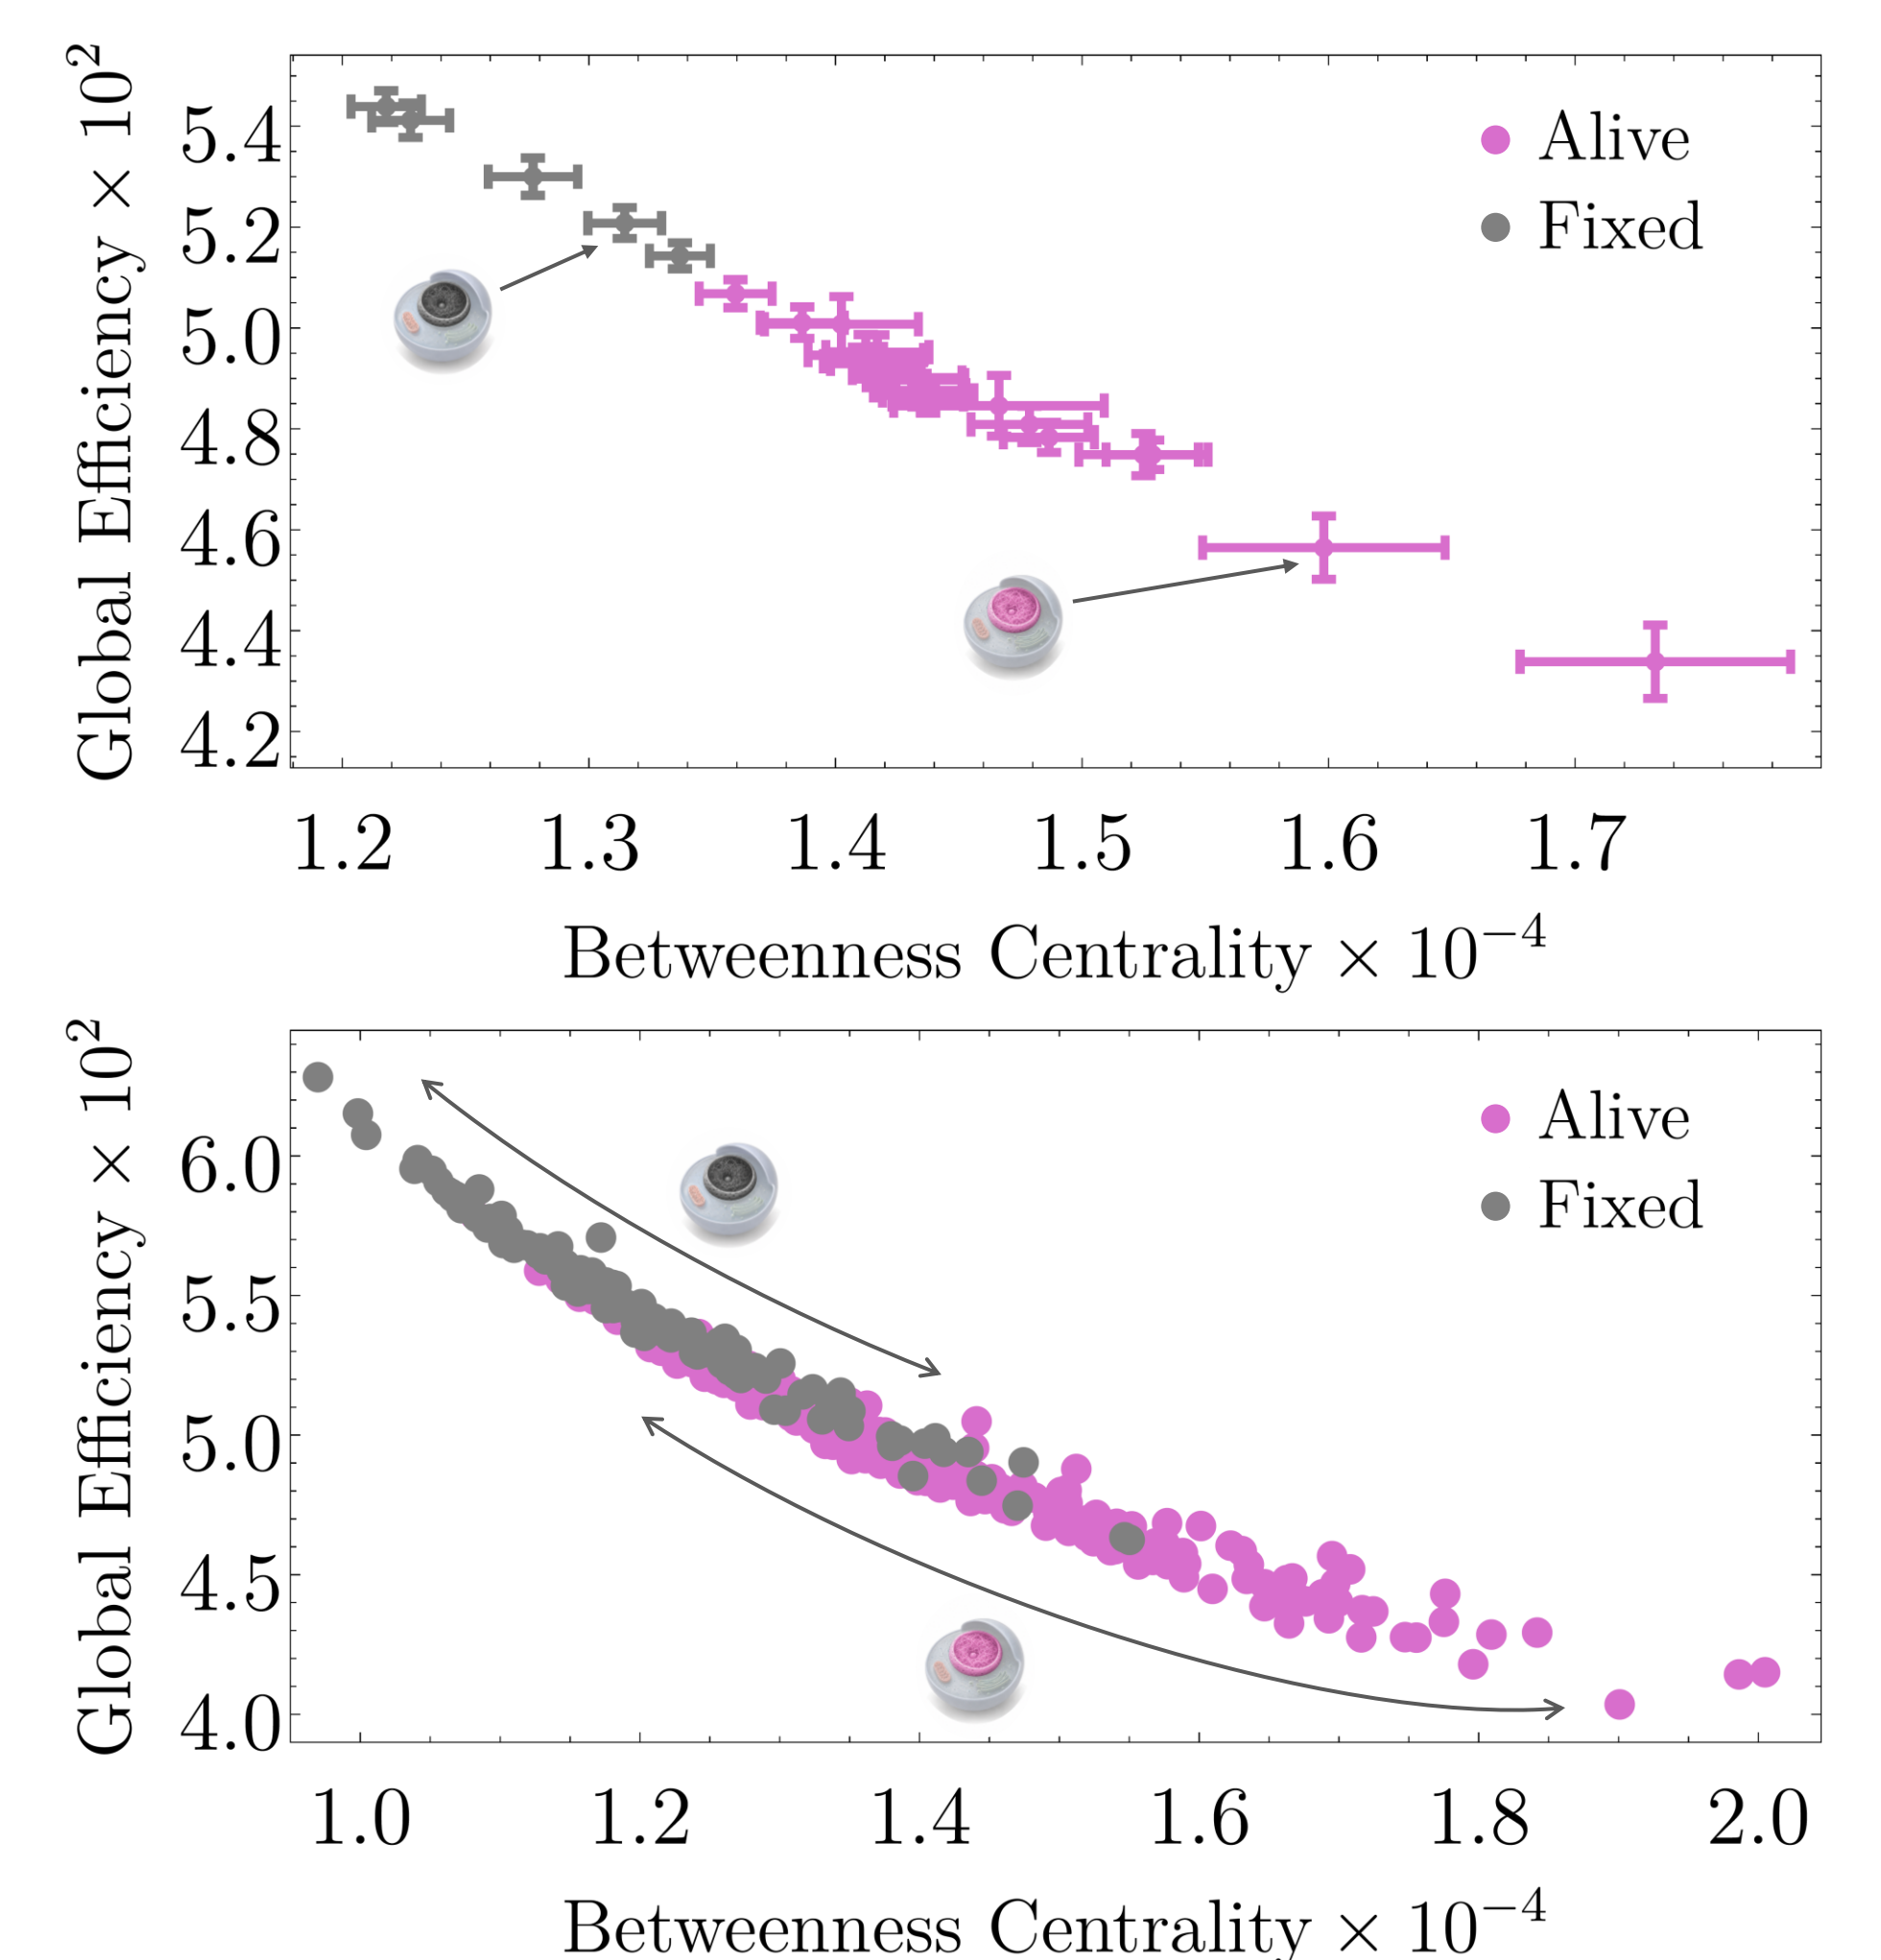 Global Efficiency × 10²
5.4
5.2
5.0
4.8
4.6
4.4
4.2
Alive
Fixed
1.2 1.3 1.4 1.5 1.6 1.7
Betweenness Centrality × 10⁻⁴
Global Efficiency × 10²
6.0
5.5
5.0
4.5
4.0
Alive
Fixed
1.0 1.2 1.4 1.6 1.8 2.0
Betweenness Centrality × 10⁻⁴